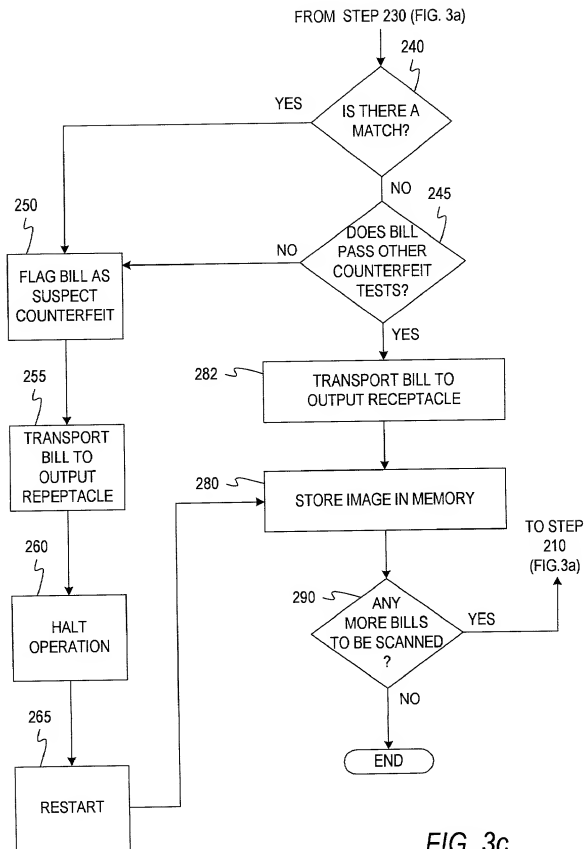 FROM STEP 230 (FIG. 3a)
240
IS THERE A
MATCH?
YES
NO
245
DOES BILL
PASS OTHER
COUNTERFEIT
TESTS?
NO
YES
250
FLAG BILL AS
SUSPECT
COUNTERFEIT
282
TRANSPORT BILL TO
OUTPUT RECEPTACLE
255
TRANSPORT
BILL TO
OUTPUT
REPEPTACLE
280
STORE IMAGE IN MEMORY
TO STEP
210
(FIG.3a)
260
HALT
OPERATION
290
ANY
MORE BILLS
TO BE SCANNED
?
YES
NO
265
RESTART
END
FIG. 3c